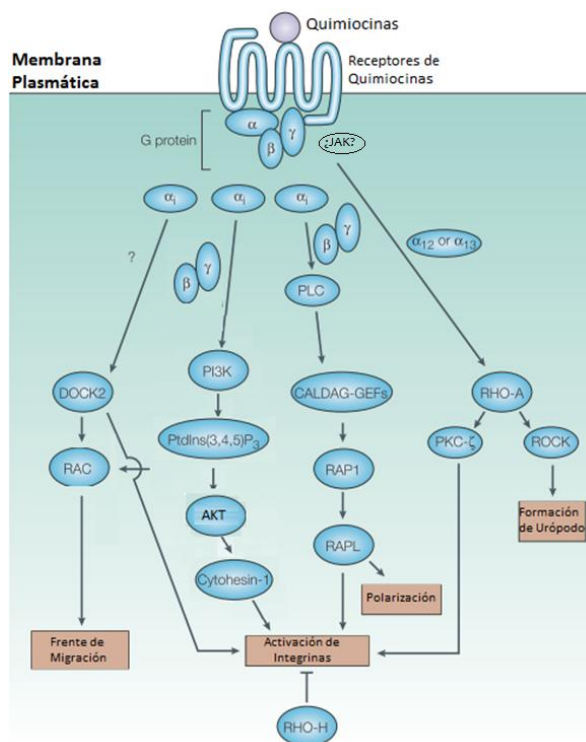 Quimiocinas
Membrana
Plasmática
Receptores de
Quimiocinas
G protein
α
β
γ
¿JAK?
αi
αi
αi
?
β
γ
β
γ
α12 or α13
PLC
DOCK2
PI3K
CALDAG-GEFs
RHO-A
PtdIns(3,4,5)P3
PKC-ζ
ROCK
RAC
RAP1
AKT
Formación
de Urópodo
RAPL
Cytohesin-1
Polarización
Frente de
Migración
Activación de
Integrinas
RHO-H